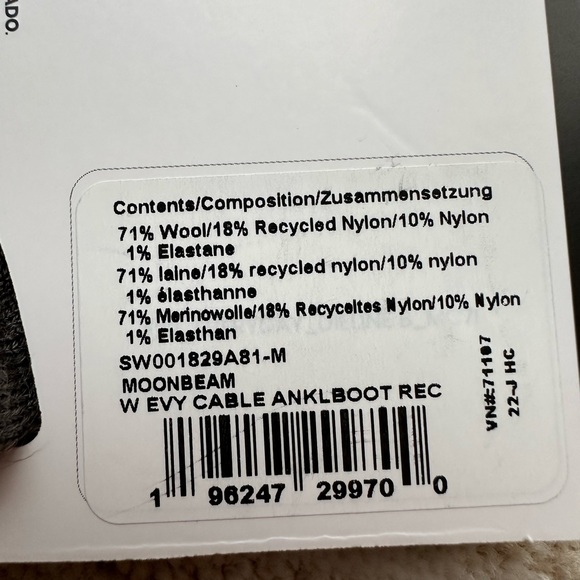 ADO.
Contents/Composition/Zusammensetzung
71% Wool/18% Recycled Nylon/10% Nylon
1% Elastane
71% laine/18% recycled nylon/10% nylon
1% élasthanne
71% Merinowolle/18% Recyceltes Nylon/10% Nylon
1% Elasthan
SW001829A81-M
MOONBEAM
W EVY CABLE ANKLBOOT REC
VN#:71107
22-J HC
1 96247 29970 0